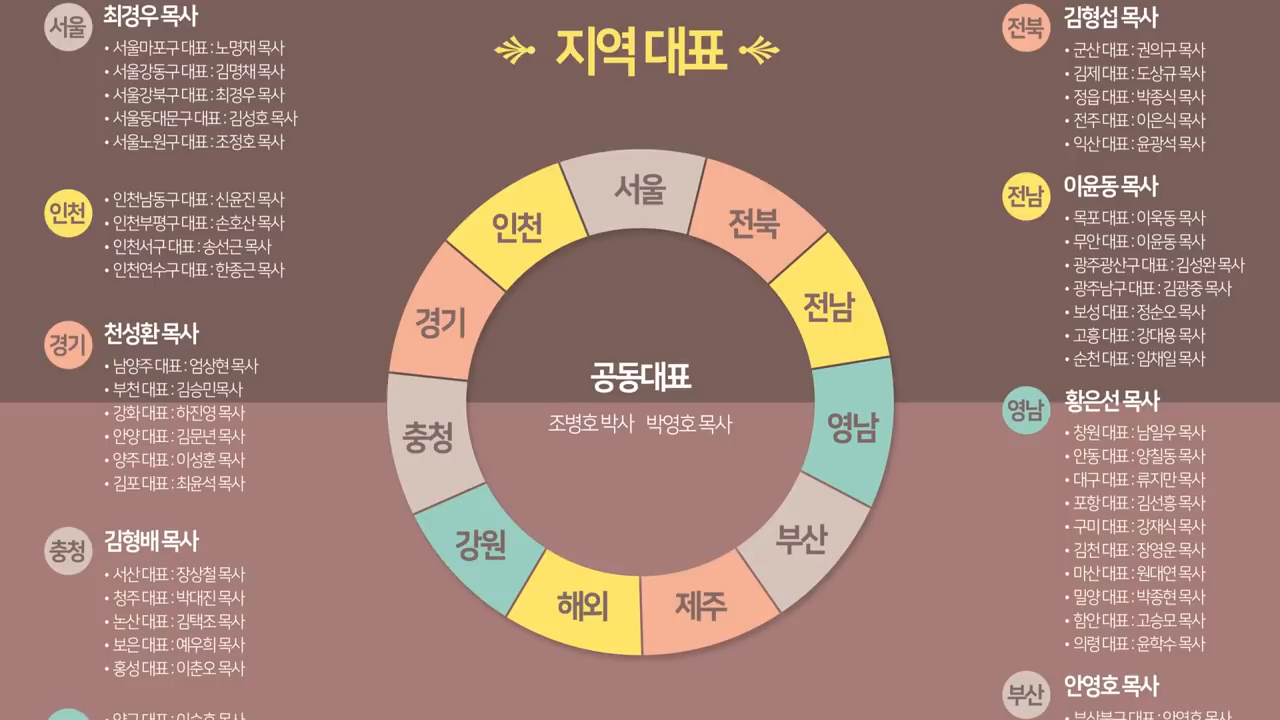 지역 대표
서울
최경우 목사
• 서울마포구 대표 : 노명재 목사
• 서울강동구 대표 : 김명재 목사
• 서울강북구 대표 : 최경우 목사
• 서울동대문구 대표 : 김성호 목사
• 서울노원구 대표 : 조정호 목사
인천
• 인천남동구 대표 : 신윤진 목사
• 인천부평구 대표 : 손호산 목사
• 인천서구 대표 : 송선근 목사
• 인천연수구 대표 : 한종근 목사
경기
천성환 목사
• 남양주 대표 : 엄상현 목사
• 부천 대표 : 김승민목사
• 강화 대표 : 하진영 목사
• 안양 대표 : 김문년 목사
• 양주 대표 : 이성훈 목사
• 김포 대표 : 최윤석 목사
충청
김형배 목사
• 서산 대표 : 장상철 목사
• 청주 대표 : 박대진 목사
• 논산 대표 : 김택조 목사
• 보은 대표 : 예우희 목사
• 홍성 대표 : 이춘오 목사
서울
전북
전남
영남
부산
제주
해외
강원
충청
경기
인천
공동대표
조병호 박사 박영호 목사
전북
김형섭 목사
• 군산 대표 : 권의구 목사
• 김제 대표 : 도상규 목사
• 정읍 대표 : 박종식 목사
• 전주 대표 : 이은식 목사
• 익산 대표 : 윤광석 목사
전남
이윤동 목사
• 목포 대표 : 이욱동 목사
• 무안 대표 : 이윤동 목사
• 광주광산구 대표 : 김성완 목사
• 광주남구 대표 : 김광중 목사
• 보성 대표 : 정순오 목사
• 고흥 대표 : 강대용 목사
• 순천 대표 : 임채일 목사
영남
황은선 목사
• 창원 대표 : 남일우 목사
• 안동 대표 : 양칠동 목사
• 대구 대표 : 류지만 목사
• 포항 대표 : 김선흥 목사
• 구미 대표 : 강재식 목사
• 김천 대표 : 장영운 목사
• 마산 대표 : 원대연 목사
• 밀양 대표 : 박종현 목사
• 함안 대표 : 고승모 목사
• 의령 대표 : 윤학수 목사
부산
안영호 목사
• 부산북구 대표 : 안영호 목사